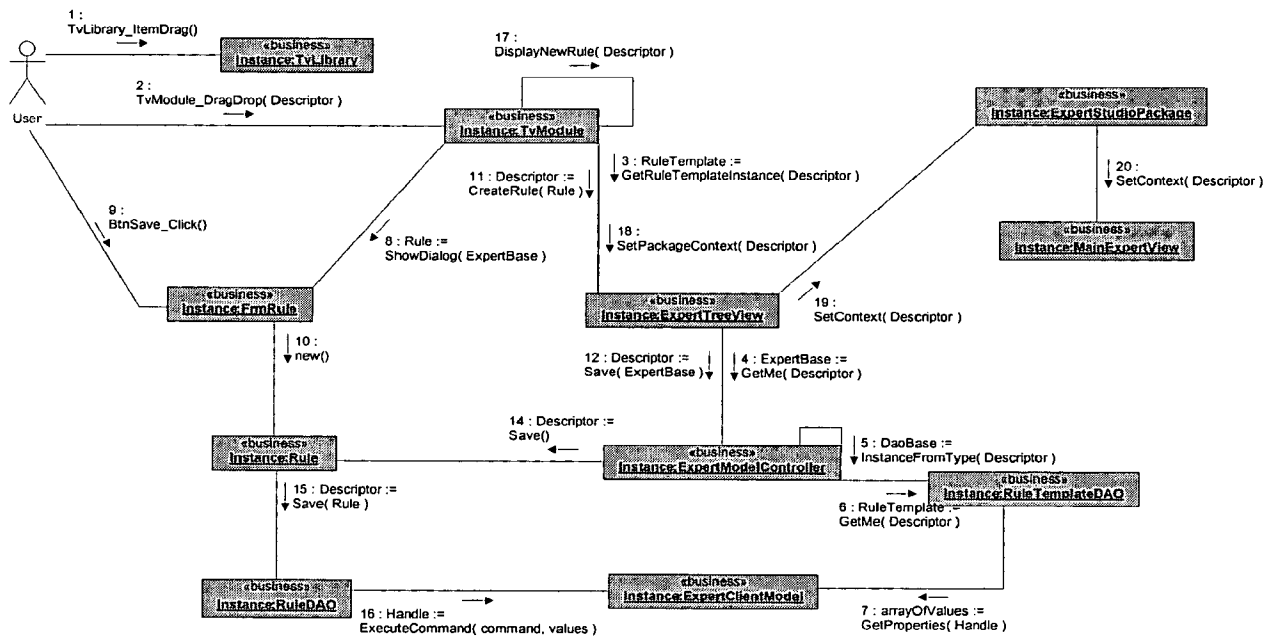 1 :
TvLibrary_ItemDrag()
«business»
Instance:TvLibrary
17 :
DisplayNewRule( Descriptor )
2 :
TvModule_DragDrop( Descriptor )
User
«business»
Instance:TvModule
«business»
Instance:ExpertStudioPackage
11 : Descriptor :=
CreateRule( Rule )
3 : RuleTemplate :=
GetRuleTemplateInstance( Descriptor )
20 :
SetContext( Descriptor )
9 :
BtnSave_Click()
8 : Rule :=
ShowDialog( ExpertBase )
18 :
SetPackageContext( Descriptor )
«business»
Instance:MainExpertView
«business»
Instance:FrmRule
«business»
Instance:ExpertTreeView
19 :
SetContext( Descriptor )
10 :
new()
12 : Descriptor :=
Save( ExpertBase )
4 : ExpertBase :=
GetMe( Descriptor )
14 : Descriptor :=
Save()
«business»
Instance:Rule
«business»
Instance:ExpertModelController
5 : DaoBase :=
InstanceFromType( Descriptor )
15 : Descriptor :=
Save( Rule )
«business»
Instance:RuleTemplateDAO
6 : RuleTemplate :=
GetMe( Descriptor )
«business»
Instance:RuleDAO
«business»
Instance:ExpertClientModel
16 : Handle :=
ExecuteCommand( command, values )
7 : arrayOfValues :=
GetProperties( Handle )